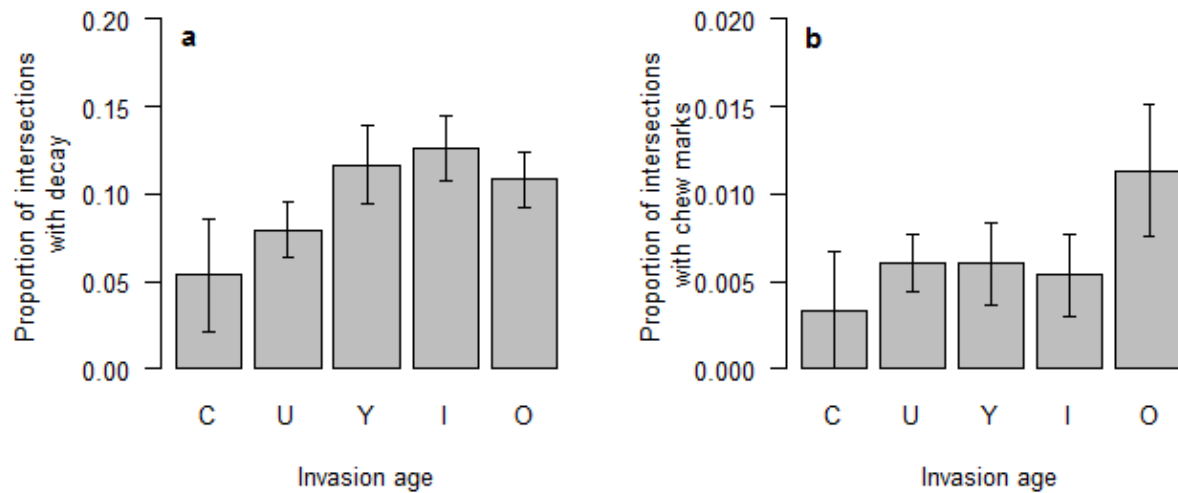 Proportion of intersections
with decay
0.20
0.15
0.10
0.05
0.00
a
C U Y I O
Invasion age
Proportion of intersections
with chew marks
0.020
0.015
0.010
0.005
0.000
b
C U Y I O
Invasion age